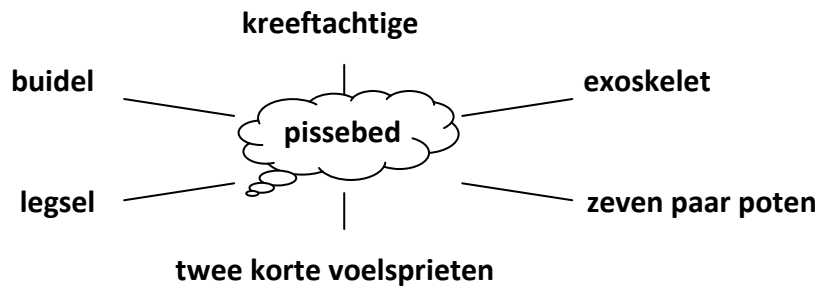 kreeftachtige
buidel
exoskelet
pissebed
legsel
zeven paar poten
twee korte voelsprieten